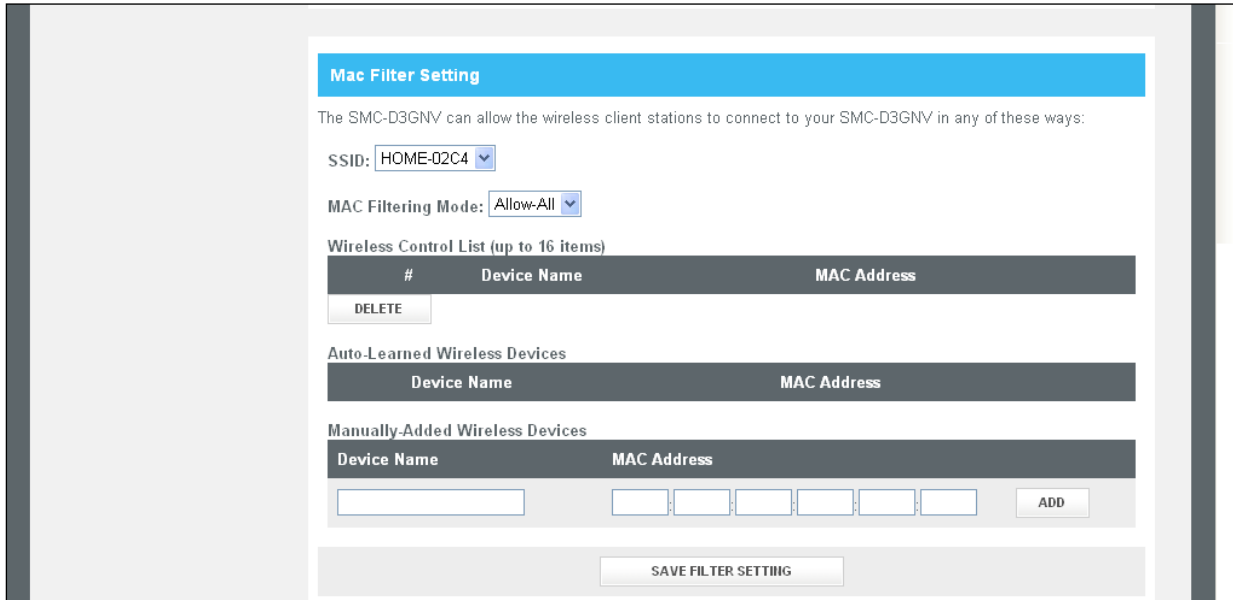 Mac Filter Setting
The SMC-D3GNV can allow the wireless client stations to connect to your SMC-D3GNV in any of these ways:
SSID: HOME-02C4
MAC Filtering Mode: Allow-All
Wireless Control List (up to 16 items)
# Device Name MAC Address
DELETE
Auto-Learned Wireless Devices
Device Name MAC Address
Manually-Added Wireless Devices
Device Name MAC Address
: : : : : ADD
SAVE FILTER SETTING